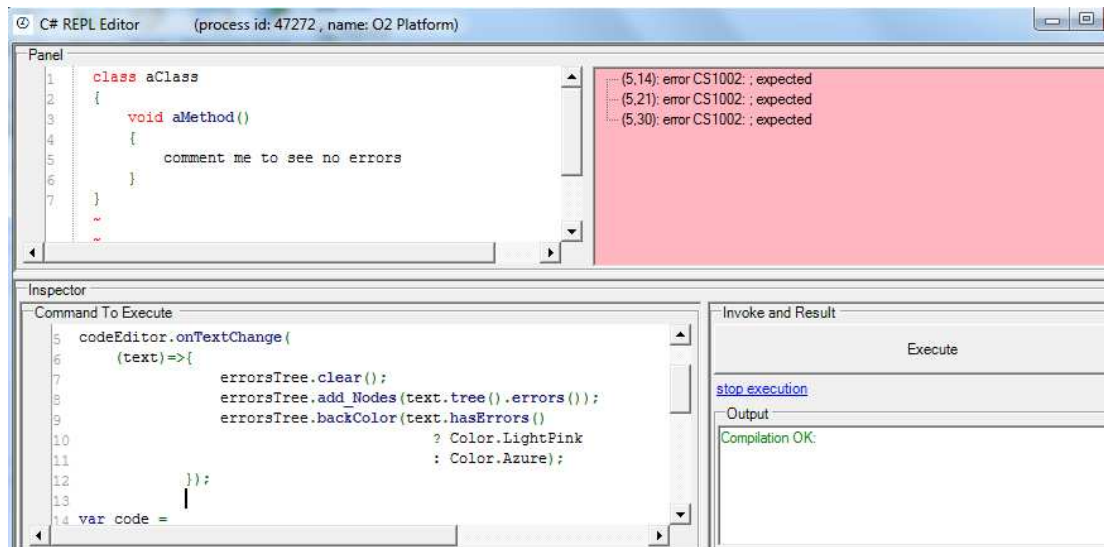 C# REPL Editor (process id: 47272 , name: O2 Platform)
Panel
1 class aClass
2 {
3 void aMethod()
4 {
5 comment me to see no errors
6 }
7 }
~
~
(5,14): error CS1002: ; expected
(5,21): error CS1002: ; expected
(5,30): error CS1002: ; expected
Inspector
Command To Execute
5 codeEditor.onTextChange(
6 (text)=>{
7 errorsTree.clear();
8 errorsTree.add_Nodes(text.tree().errors());
9 errorsTree.backColor(text.hasErrors()
10 ? Color.LightPink
11 : Color.Azure);
12 });
13
14 var code =
Invoke and Result
Execute
stop execution
Output
Compilation OK: